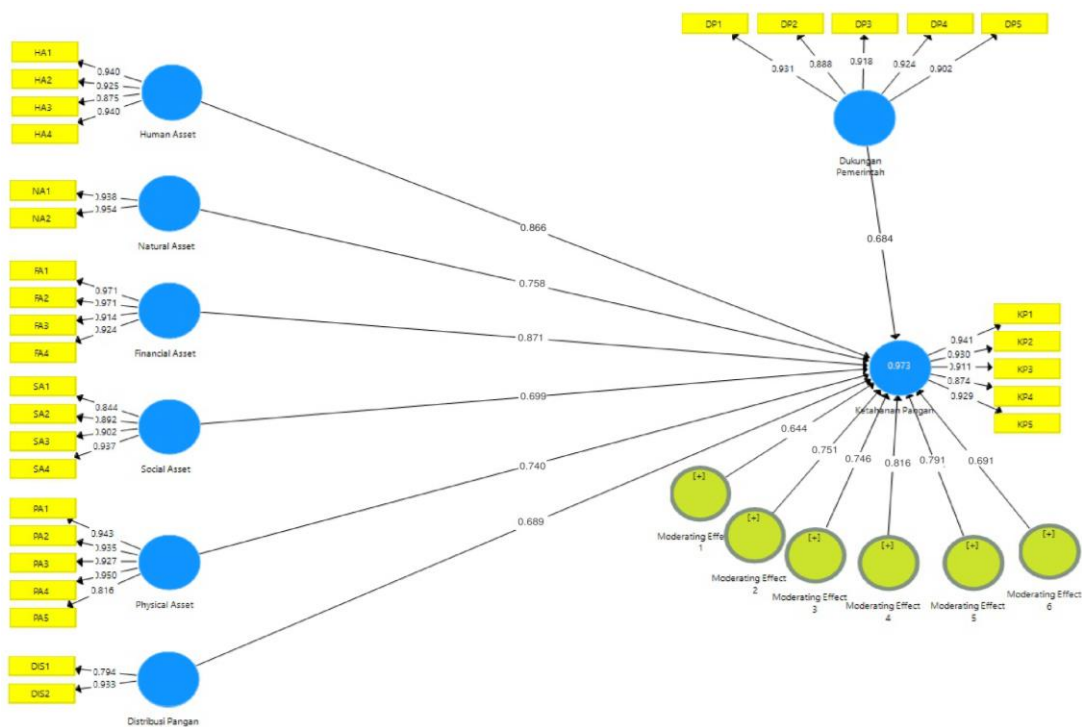 DP1 DP2 DP3 DP4 DP5
0.931 0.888 0.918 0.924 0.902
Dukungan
Pemerintah
0.684
HA1
HA2
HA3
HA4
0.940
0.925
0.875
0.940
Human Asset
0.866
NA1
NA2
0.938
0.954
Natural Asset
0.758
FA1
FA2
FA3
FA4
0.971
0.971
0.914
0.924
Financial Asset
0.871
SA1
SA2
SA3
SA4
0.844
0.892
0.902
0.937
Social Asset
0.699
PA1
PA2
PA3
PA4
PA5
0.943
0.935
0.927
0.950
0.816
Physical Asset
0.740
DIS1
DIS2
0.794
0.933
Distribusi Pangan
0.689
0.973
Ketahanan Pangan
0.941
0.930
0.911
0.874
0.929
KP1
KP2
KP3
KP4
KP5
0.644 0.751 0.746 0.816 0.791 0.691
[+]
Moderating Effe
1
[+]
Moderating Effect
2
[+]
Moderating Effect
3
[+]
Moderating Effect
4
[+]
Moderating Effect
5
[+]
Moderating Effect
6